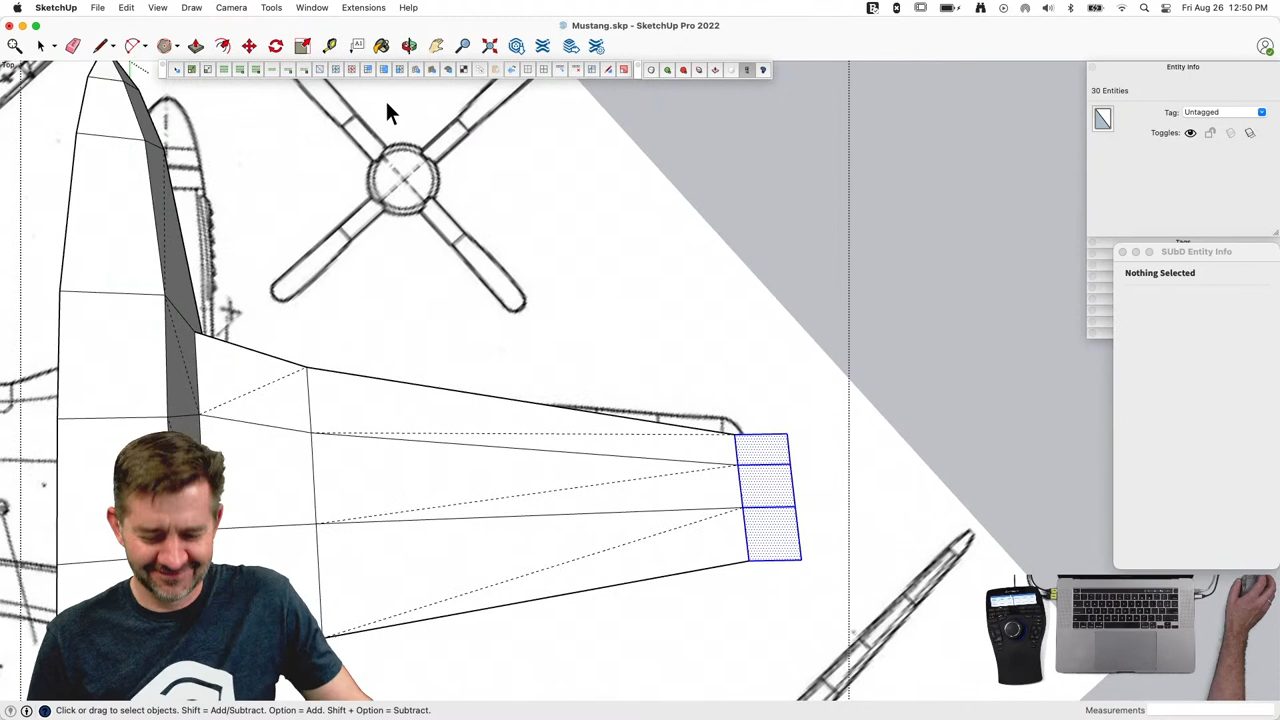 SketchUp File Edit View Draw Camera Tools Window Extensions Help
Fri Aug 26 12:50 PM
Mustang.skp - SketchUp Pro 2022
Top
Entity Info
30 Entities
Tag: Untagged
Toggles:
Tags
SUbD Entity Info
Nothing Selected
Click or drag to select objects. Shift = Add/Subtract. Option = Add. Shift + Option = Subtract.
Measurements